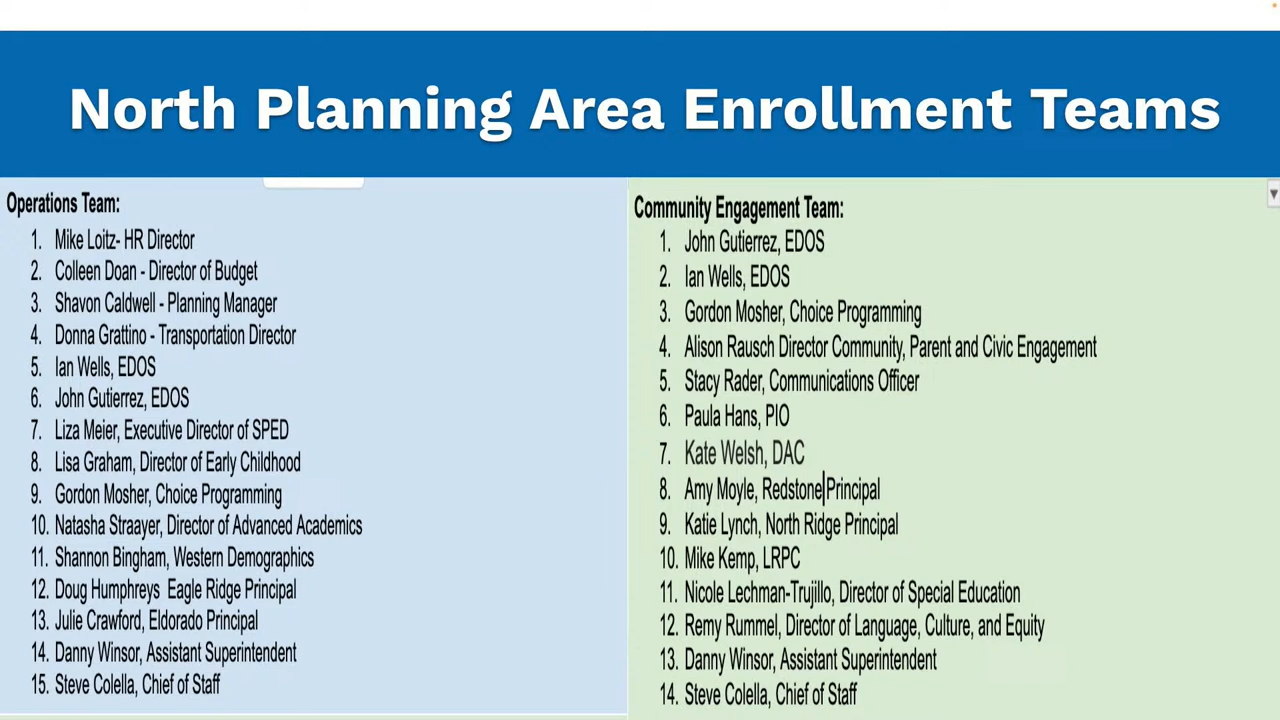 North Planning Area Enrollment Teams
Operations Team:
1. Mike Loitz- HR Director
2. Colleen Doan - Director of Budget
3. Shavon Caldwell - Planning Manager
4. Donna Grattino - Transportation Director
5. Ian Wells, EDOS
6. John Gutierrez, EDOS
7. Liza Meier, Executive Director of SPED
8. Lisa Graham, Director of Early Childhood
9. Gordon Mosher, Choice Programming
10. Natasha Straayer, Director of Advanced Academics
11. Shannon Bingham, Western Demographics
12. Doug Humphreys Eagle Ridge Principal
13. Julie Crawford, Eldorado Principal
14. Danny Winsor, Assistant Superintendent
15. Steve Colella, Chief of Staff
Community Engagement Team:
1. John Gutierrez, EDOS
2. Ian Wells, EDOS
3. Gordon Mosher, Choice Programming
4. Alison Rausch Director Community, Parent and Civic Engagement
5. Stacy Rader, Communications Officer
6. Paula Hans, PIO
7. Kate Welsh, DAC
8. Amy Moyle, Redstone Principal
9. Katie Lynch, North Ridge Principal
10. Mike Kemp, LRPC
11. Nicole Lechman-Trujillo, Director of Special Education
12. Remy Rummel, Director of Language, Culture, and Equity
13. Danny Winsor, Assistant Superintendent
14. Steve Colella, Chief of Staff